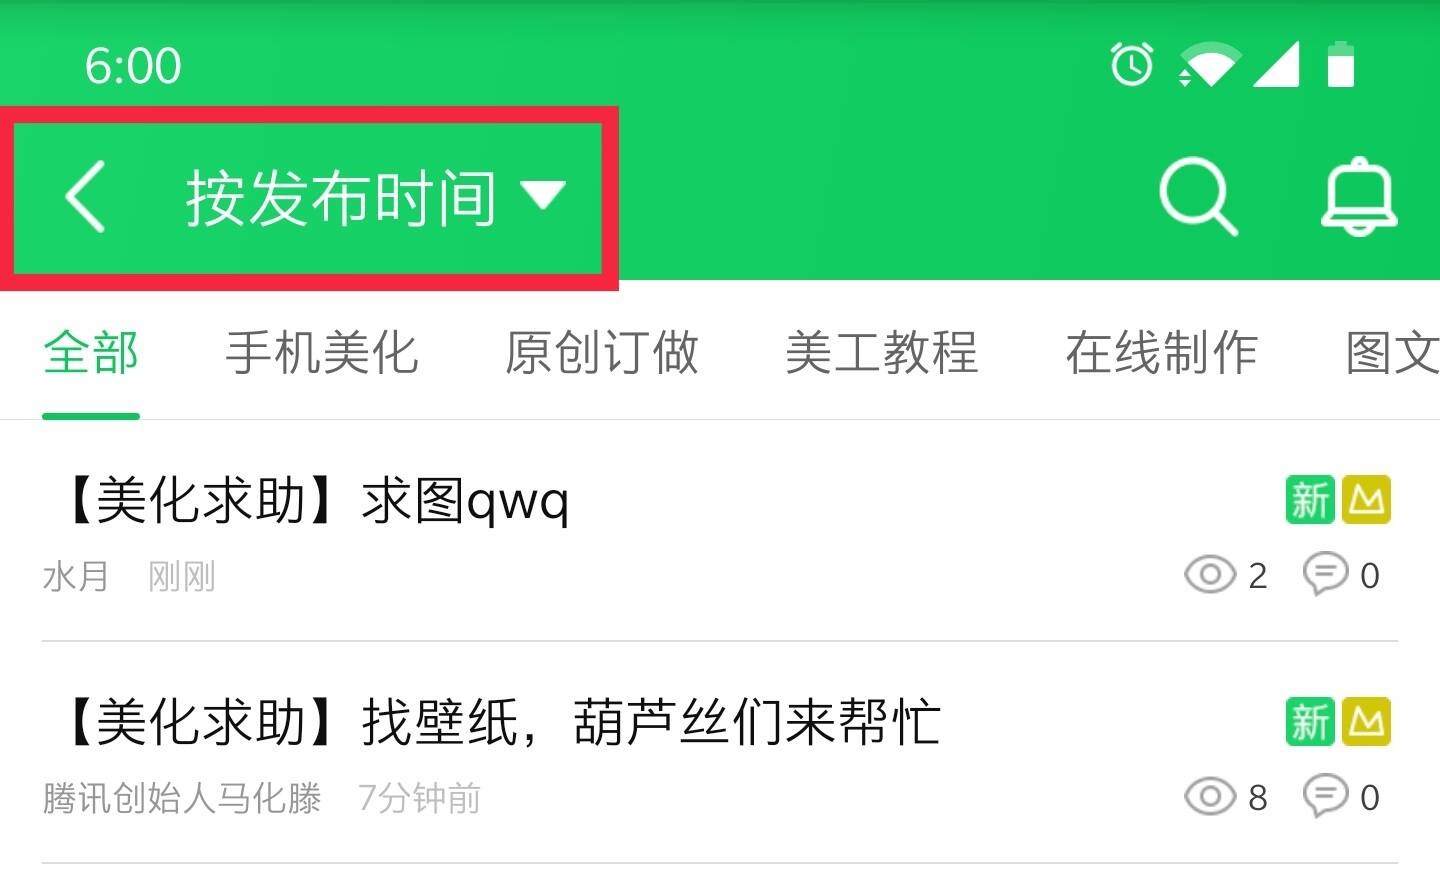 6:00
按发布时间
全部 手机美化 原创订做 美工教程 在线制作 图文
【美化求助】求图qwq 新
水月 刚刚 2 0
【美化求助】找壁纸，葫芦丝们来帮忙 新
腾讯创始人马化滕 7分钟前 8 0